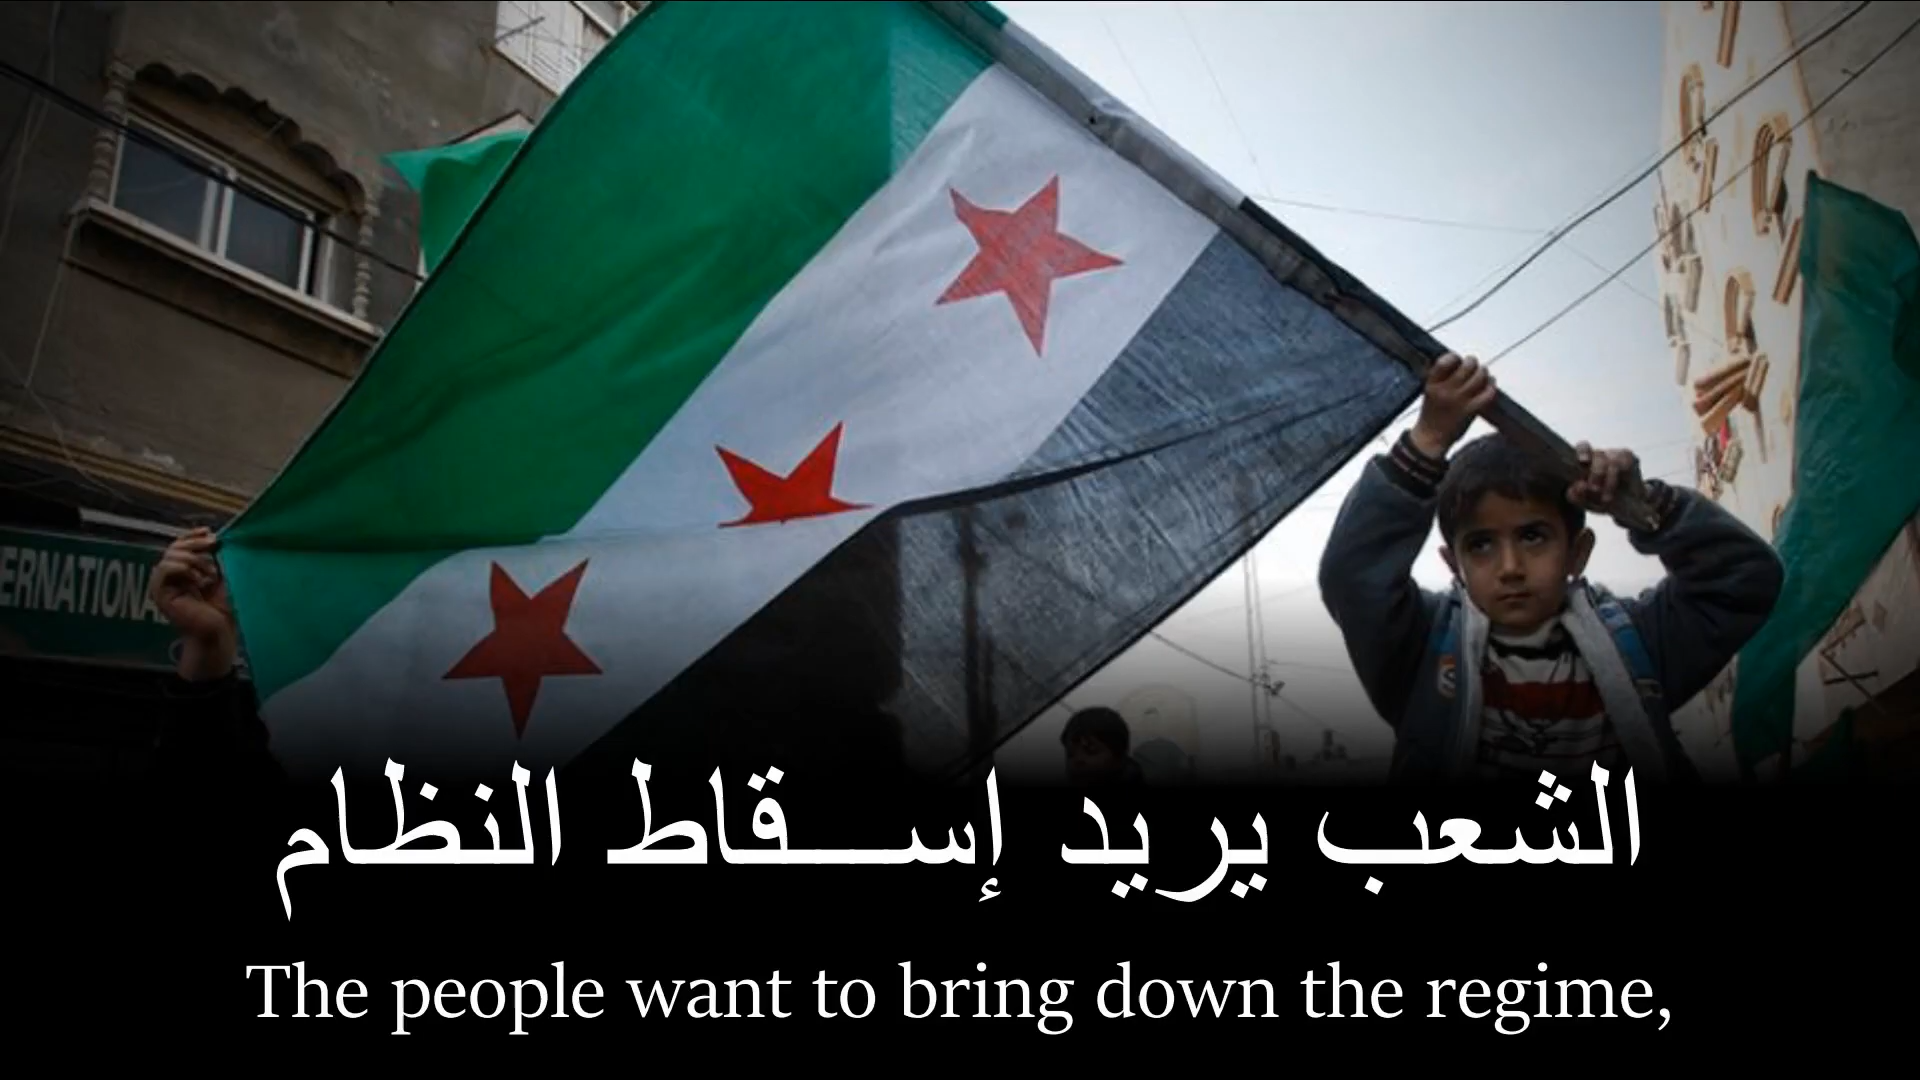 ERNATIONA
الشعب يريد إســـقاط النظام
The people want to bring down the regime,